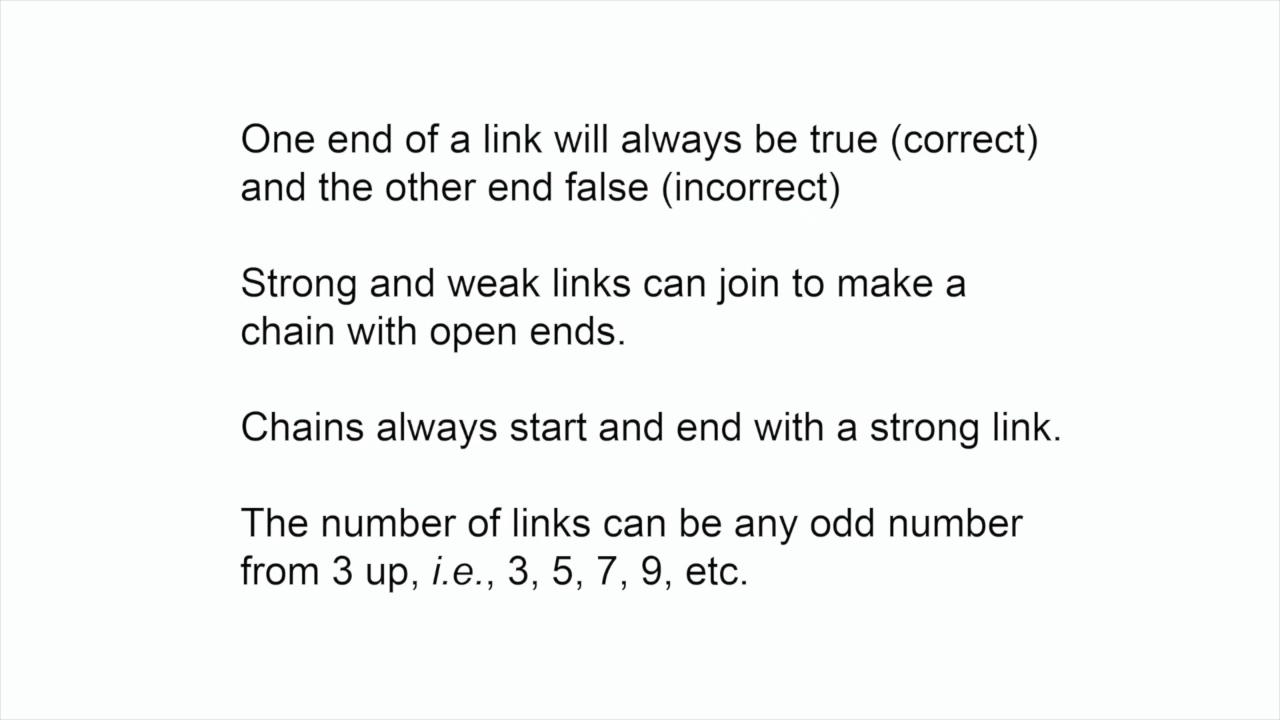 One end of a link will always be true (correct)
and the other end false (incorrect)
Strong and weak links can join to make a
chain with open ends.
Chains always start and end with a strong link.
The number of links can be any odd number
from 3 up, i.e., 3, 5, 7, 9, etc.